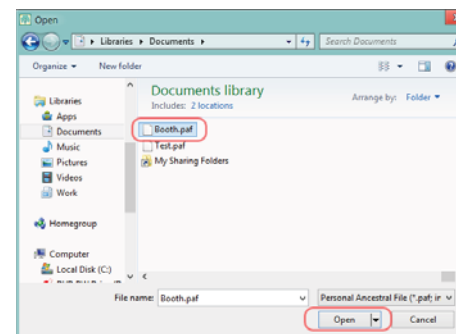 Open
Libraries Documents Search Documents
Organize New folder
Documents library
Includes: 2 locations
Arrange by: Folder
Libraries
Apps
Documents
Music
Pictures
Videos
Work
Homegroup
Computer
Local Disk (C:)
Booth.paf
Test.paf
My Sharing Folders
File name: Booth.paf Personal Ancestral File (*.paf;
Open Cancel